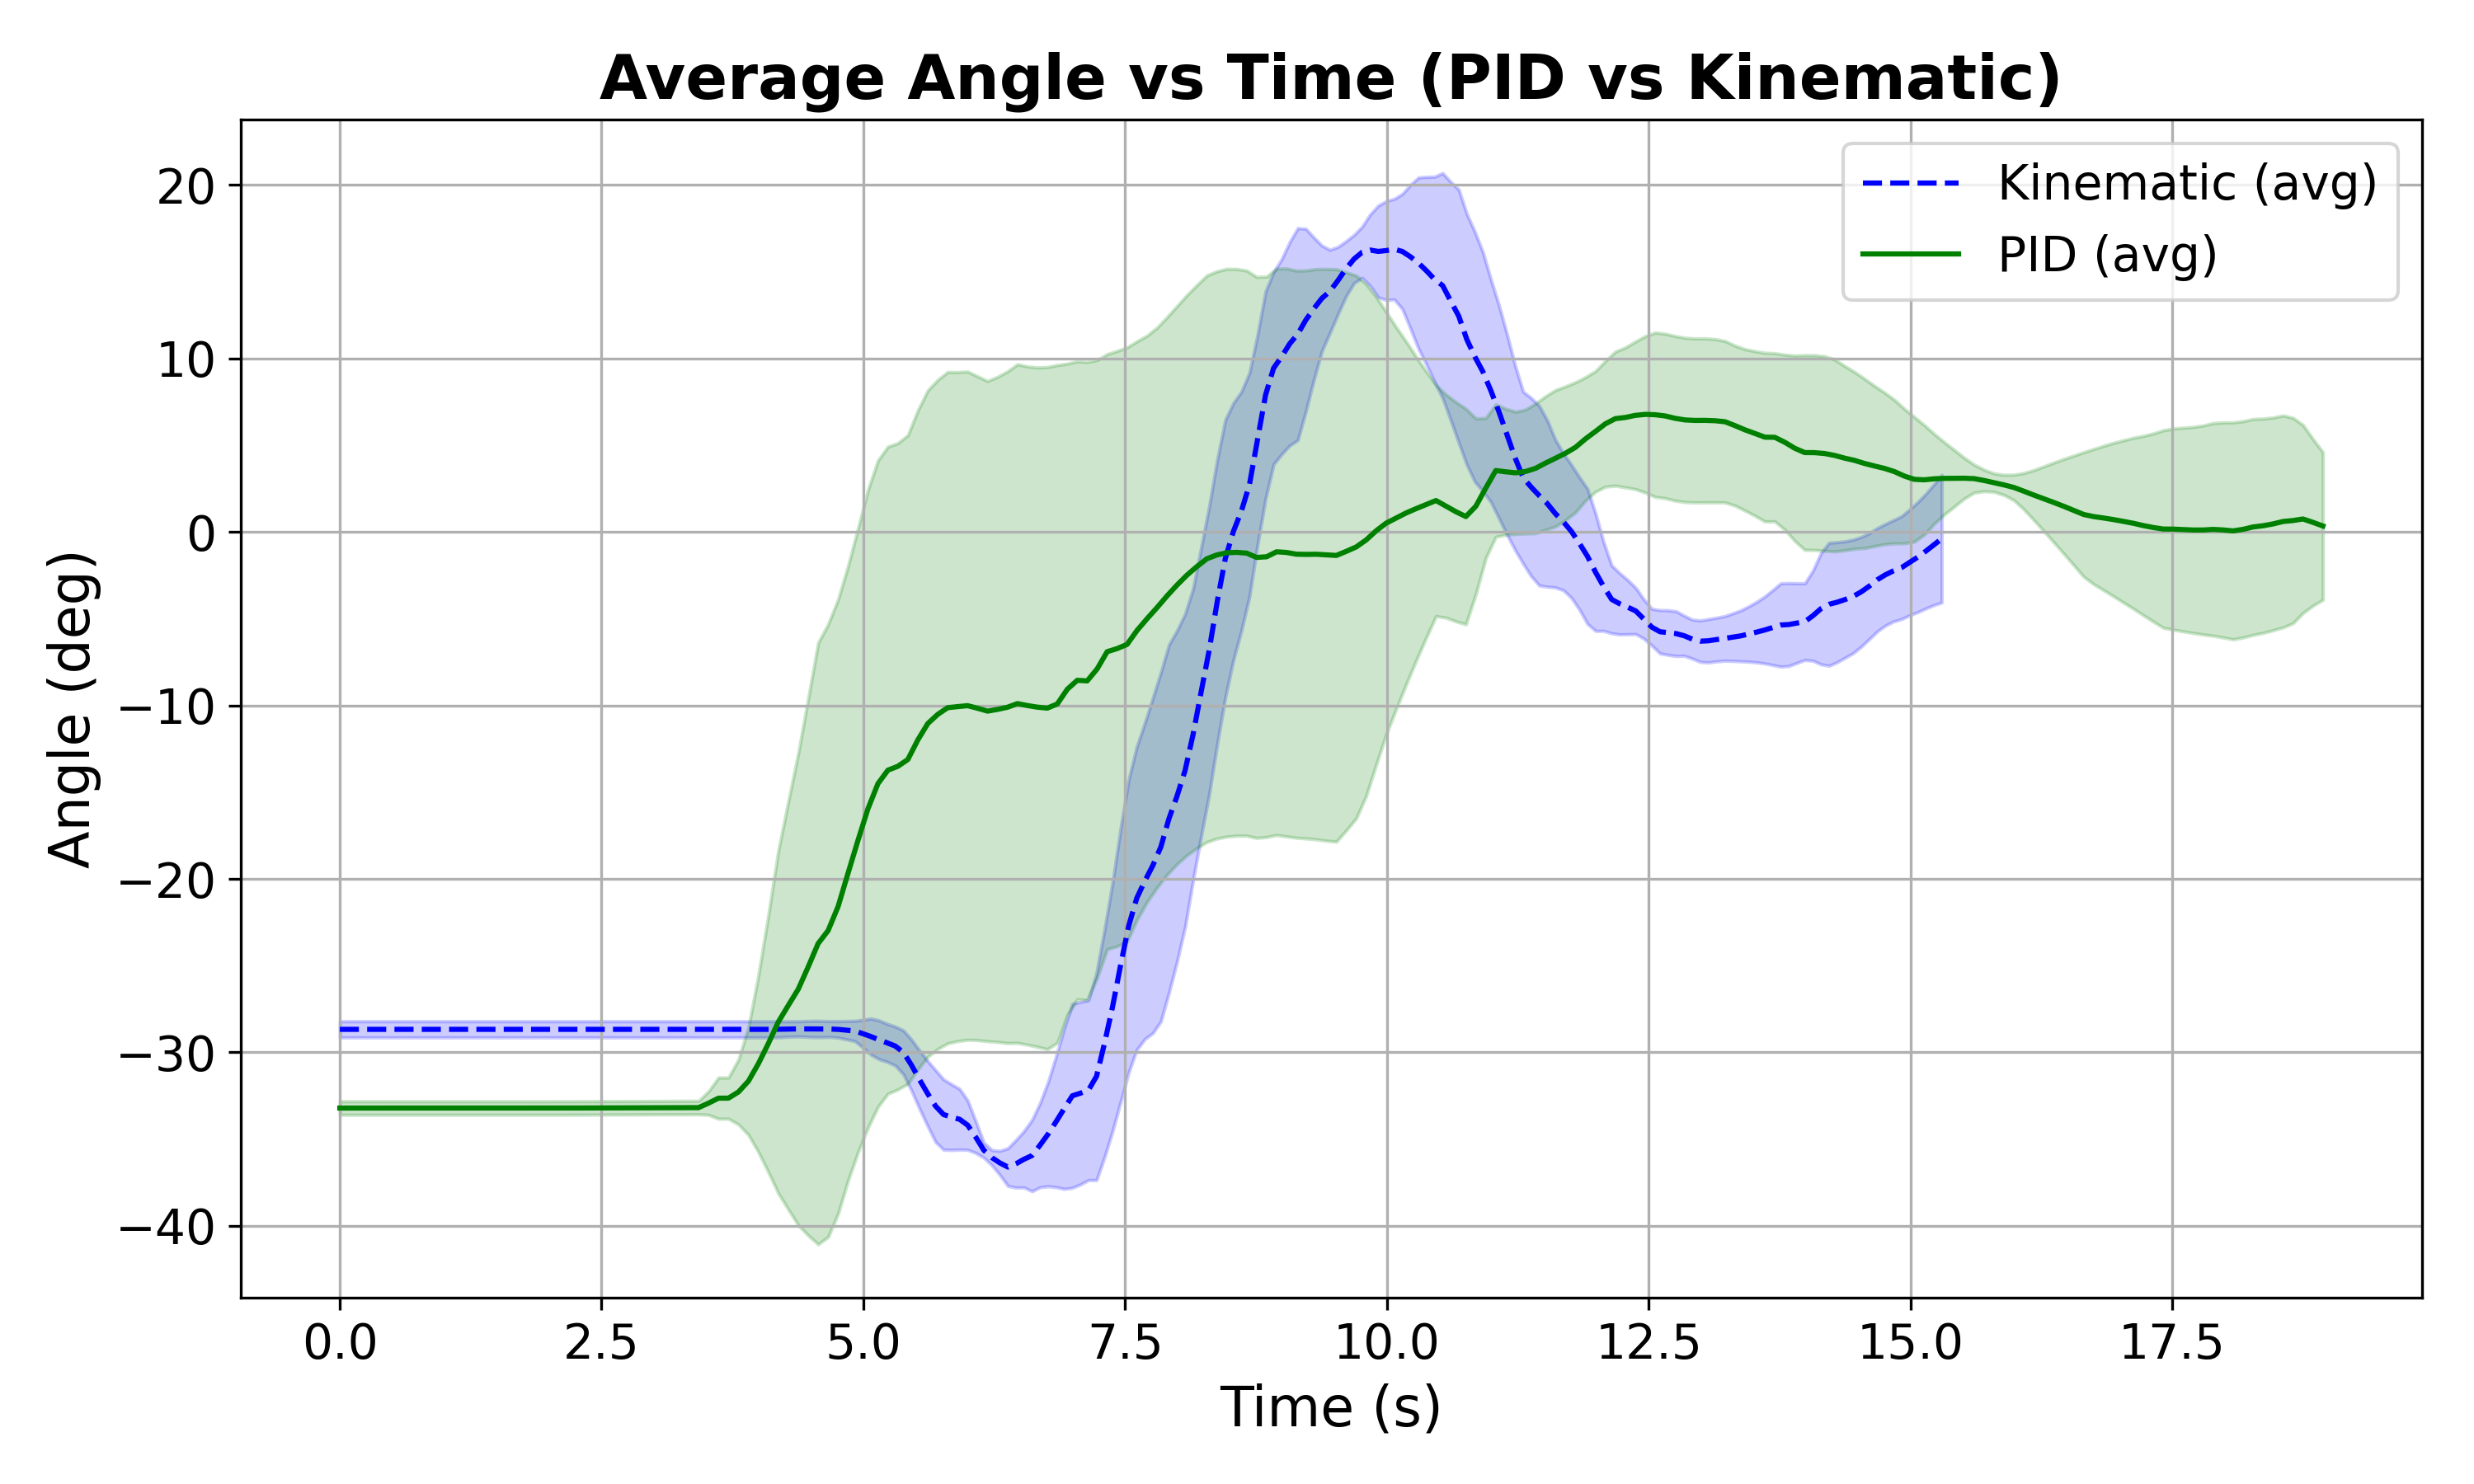 Average Angle vs Time (PID vs Kinematic)
Kinematic (avg)
PID (avg)
Angle (deg)
20
10
0
−10
−20
−30
−40
0.0 2.5 5.0 7.5 10.0 12.5 15.0 17.5
Time (s)